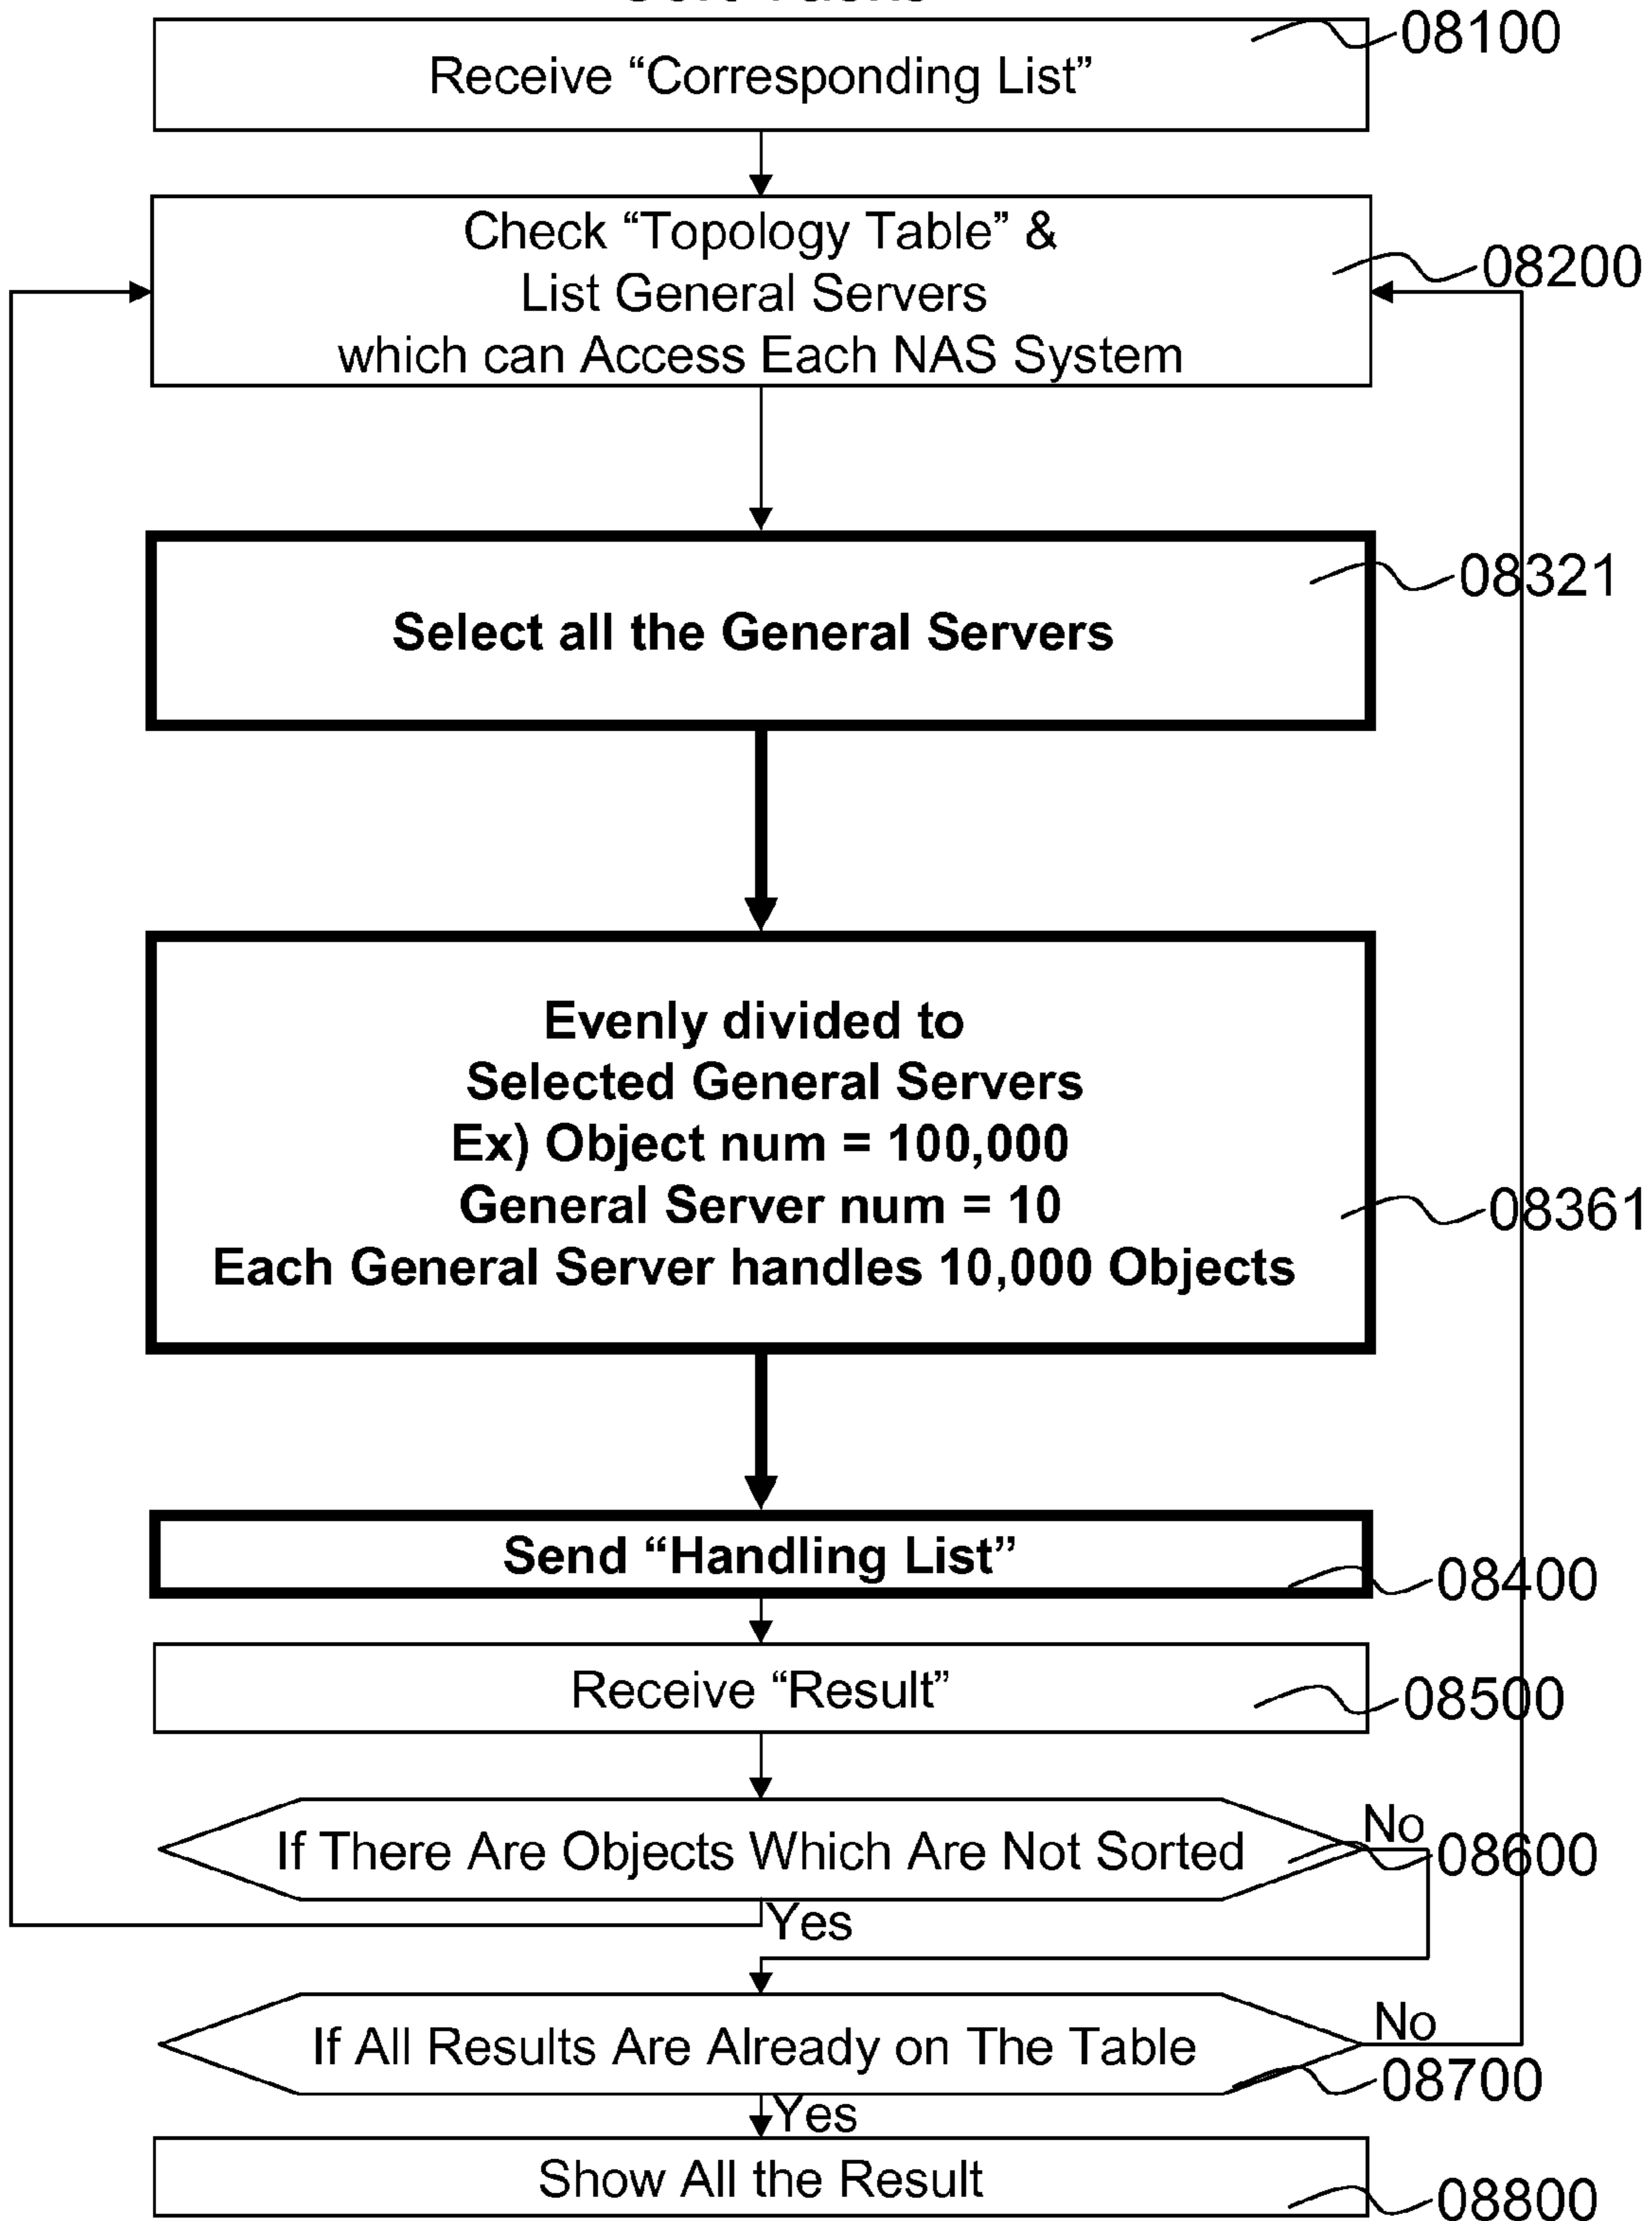 Receive “Corresponding List”
08100
Check “Topology Table” &
List General Servers
which can Access Each NAS System
08200
Select all the General Servers
08321
Evenly divided to
Selected General Servers
Ex) Object num = 100,000
General Server num = 10
Each General Server handles 10,000 Objects
08361
Send “Handling List”
08400
Receive “Result”
08500
If There Are Objects Which Are Not Sorted
No
08600
Yes
If All Results Are Already on The Table
No
08700
Yes
Show All the Result
08800